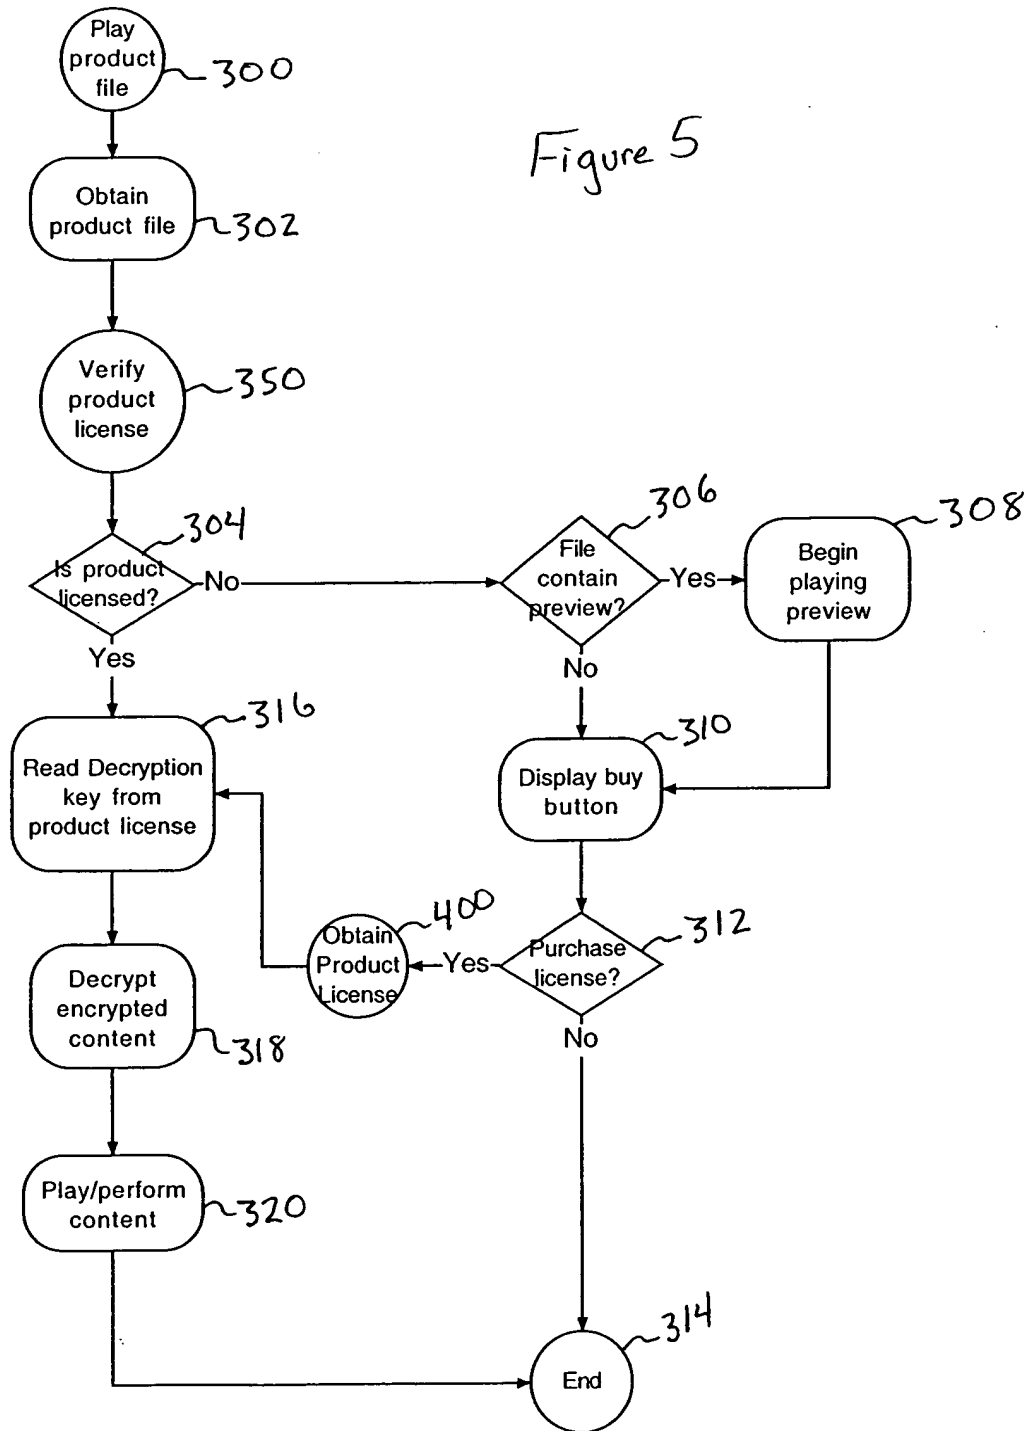 Play
product
file
300
Figure 5
Obtain
product file
302
Verify
product
license
350
304
Is product
licensed?
No
Yes
306
File
contain
preview?
Yes
No
308
Begin
playing
preview
316
Read Decryption
key from
product license
310
Display buy
button
400
Obtain
Product
License
Yes
312
Purchase
license?
No
Decrypt
encrypted
content
318
Play/perform
content
320
314
End